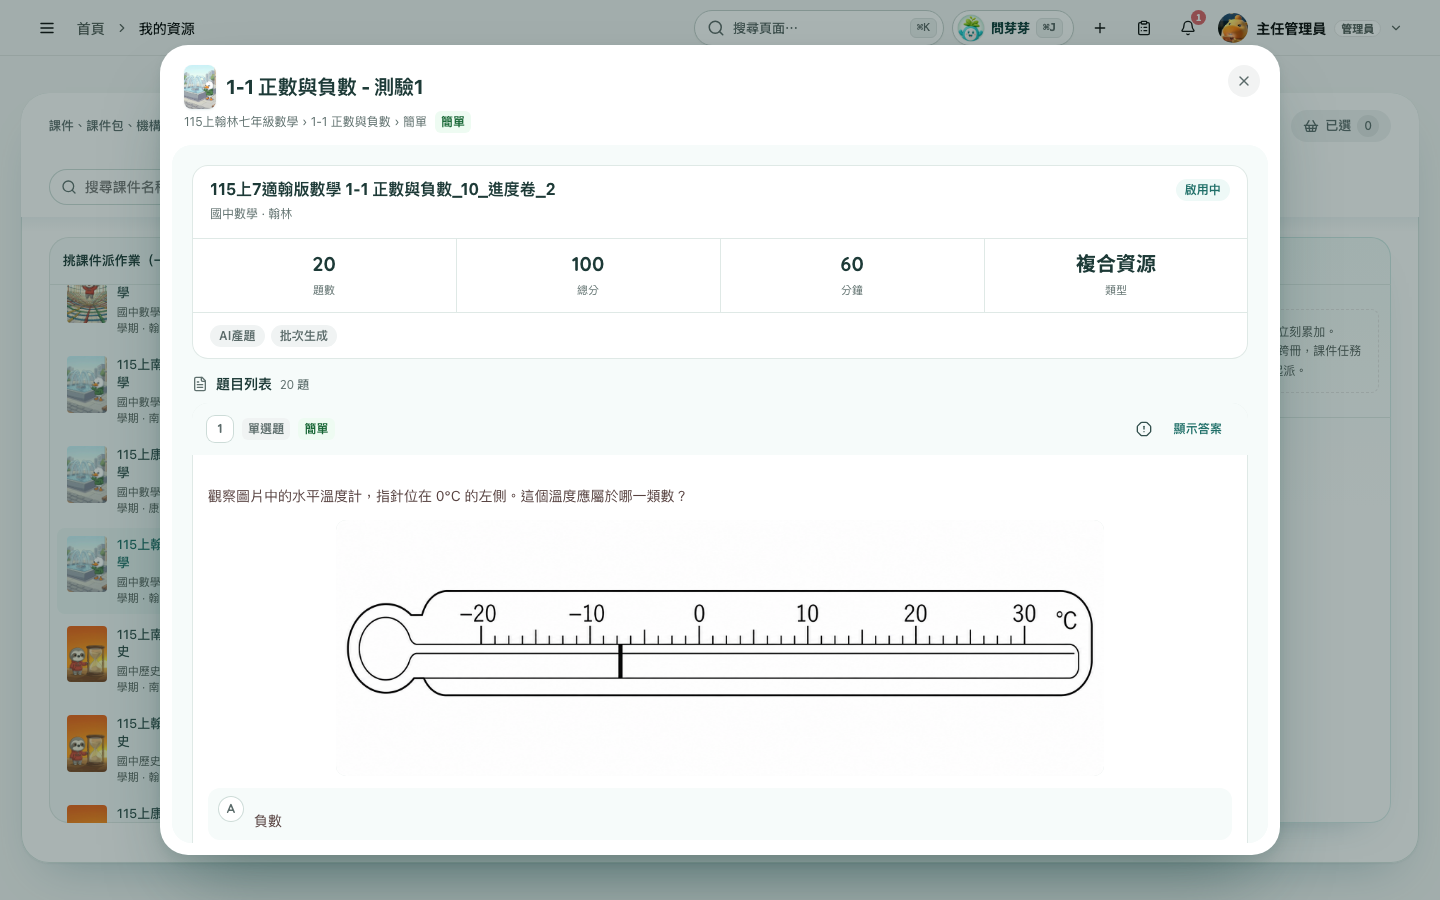 首頁
我的資源
搜尋頁面…
⌘K
問芽芽
⌘J
1
主任管理員
管理員
1-1 正數與負數 - 測驗1
115上翰林七年級數學 › 1-1 正數與負數 › 簡單
簡單
課件、課件包、機構
已選
0
搜尋課件名稱
115上7適翰版數學 1-1 正數與負數_10_進度卷_2
啟用中
國中數學 · 翰林
20
題數
100
總分
60
分鐘
複合資源
類型
AI產題
批次生成
題目列表
20 題
1
單選題
簡單
顯示答案
觀察圖片中的水平溫度計，指針位在 0°C 的左側。這個溫度應屬於哪一類數？
−20
−10
0
10
20
30
°C
A
負數
挑課件派作業（一
學
國中數學
學期 · 翰
115上南
學
國中數學
學期 · 南
115上康
學
國中數學
學期 · 康
115上翰
學
國中數學
學期 · 翰
115上南
史
國中歷史
學期 · 南
115上翰
史
國中歷史
學期 · 翰
115上康
立刻累加。
跨冊，課件任務
起派。